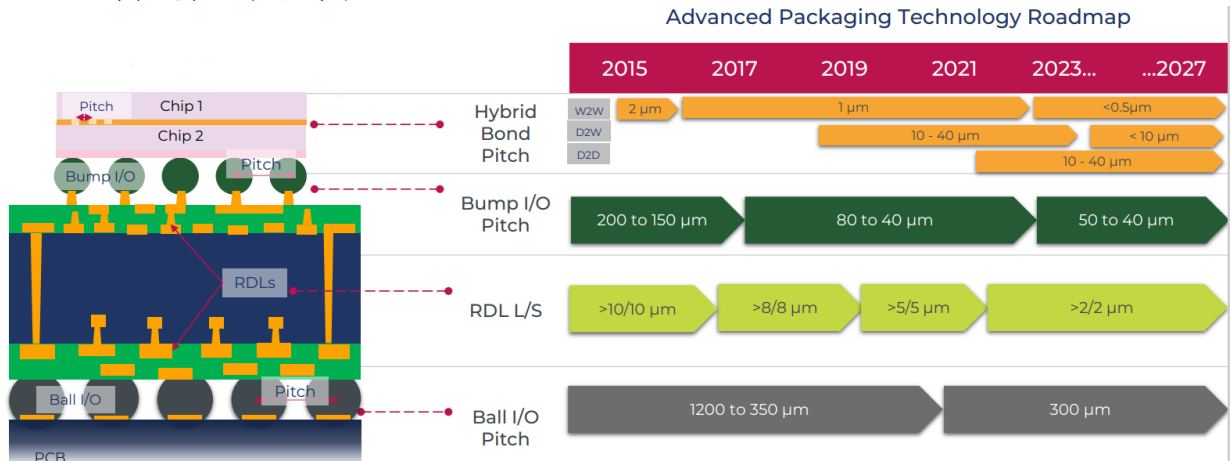 Advanced Packaging Technology Roadmap
2015 2017 2019 2021 2023... ...2027
Pitch
Chip 1
Chip 2
Bump I/O
Pitch
RDLs
Ball I/O
Pitch
PCB
Hybrid
Bond
Pitch
W2W
2 µm
1 µm
<0.5µm
D2W
10 - 40 µm
< 10 µm
D2D
10 - 40 µm
Bump I/O
Pitch
200 to 150 µm
80 to 40 µm
50 to 40 µm
RDL L/S
>10/10 µm
>8/8 µm
>5/5 µm
>2/2 µm
Ball I/O
Pitch
1200 to 350 µm
300 µm